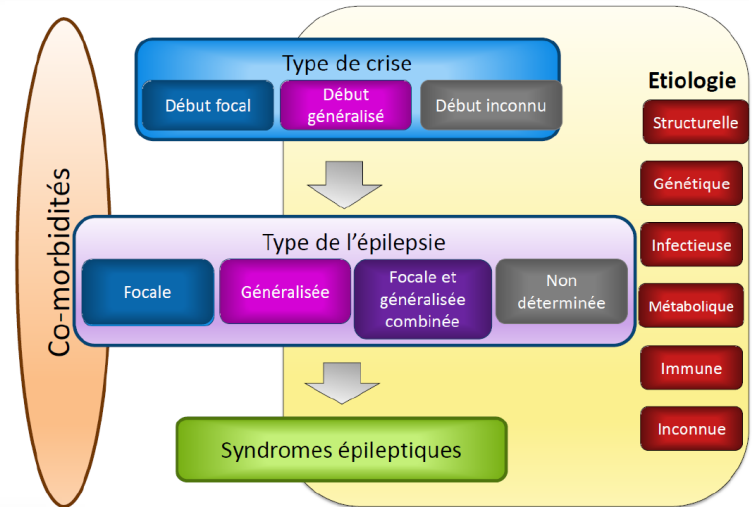 Type de crise
Début focal
Début
généralisé
Début inconnu
Etiologie
Structurelle
Génétique
Infectieuse
Métabolique
Immune
Inconnue
Co-morbidités
Type de l’épilepsie
Focale
Généralisée
Focale et
généralisée
combinée
Non
déterminée
Syndromes épileptiques